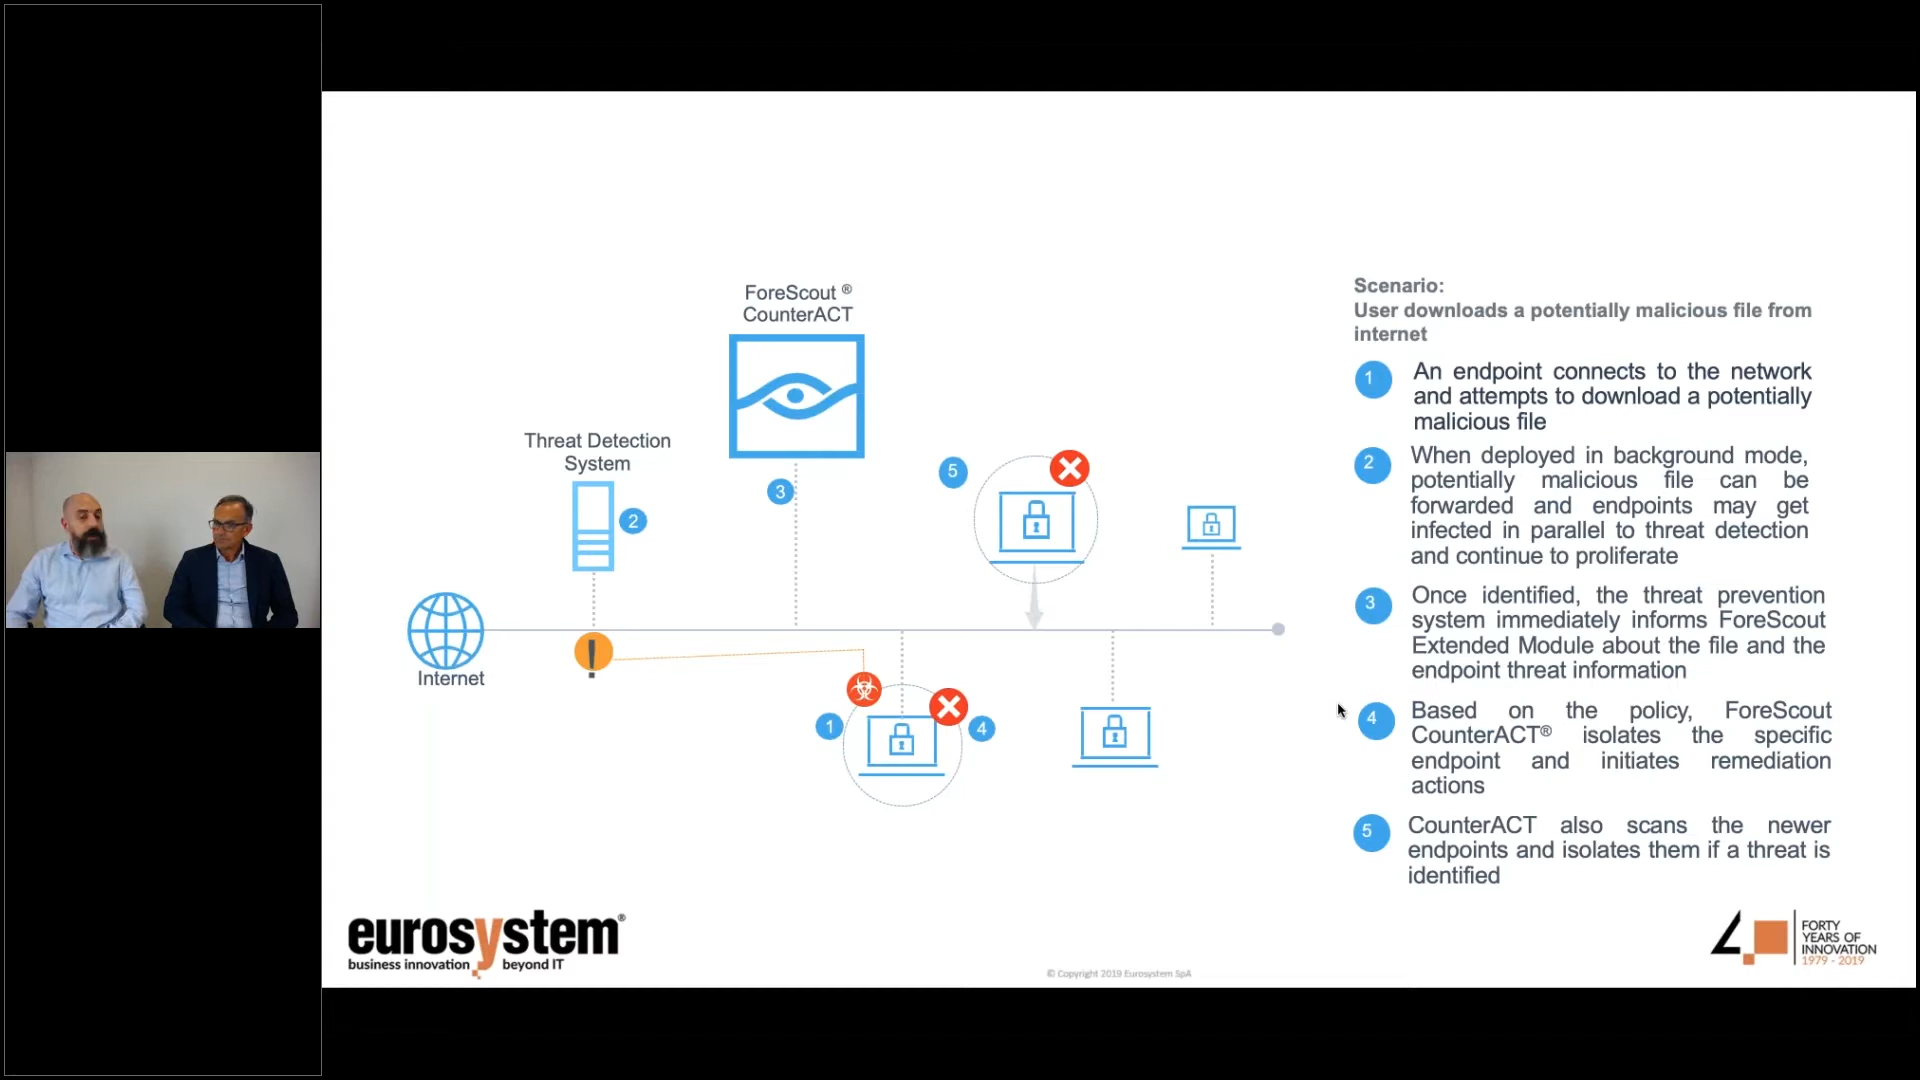 ForeScout ®
CounterACT
Threat Detection
System
3
2
5
Internet
!
1
4
Scenario:
User downloads a potentially malicious file from
internet
1
An endpoint connects to the network
and attempts to download a potentially
malicious file
2
When deployed in background mode,
potentially malicious file can be
forwarded and endpoints may get
infected in parallel to threat detection
and continue to proliferate
3
Once identified, the threat prevention
system immediately informs ForeScout
Extended Module about the file and the
endpoint threat information
4
Based on the policy, ForeScout
CounterACT® isolates the specific
endpoint and initiates remediation
actions
5
CounterACT also scans the newer
endpoints and isolates them if a threat is
identified
eurosystem®
business innovation beyond IT
© Copyright 2019 Eurosystem SpA
40
FORTY
YEARS OF
INNOVATION
1979 - 2019